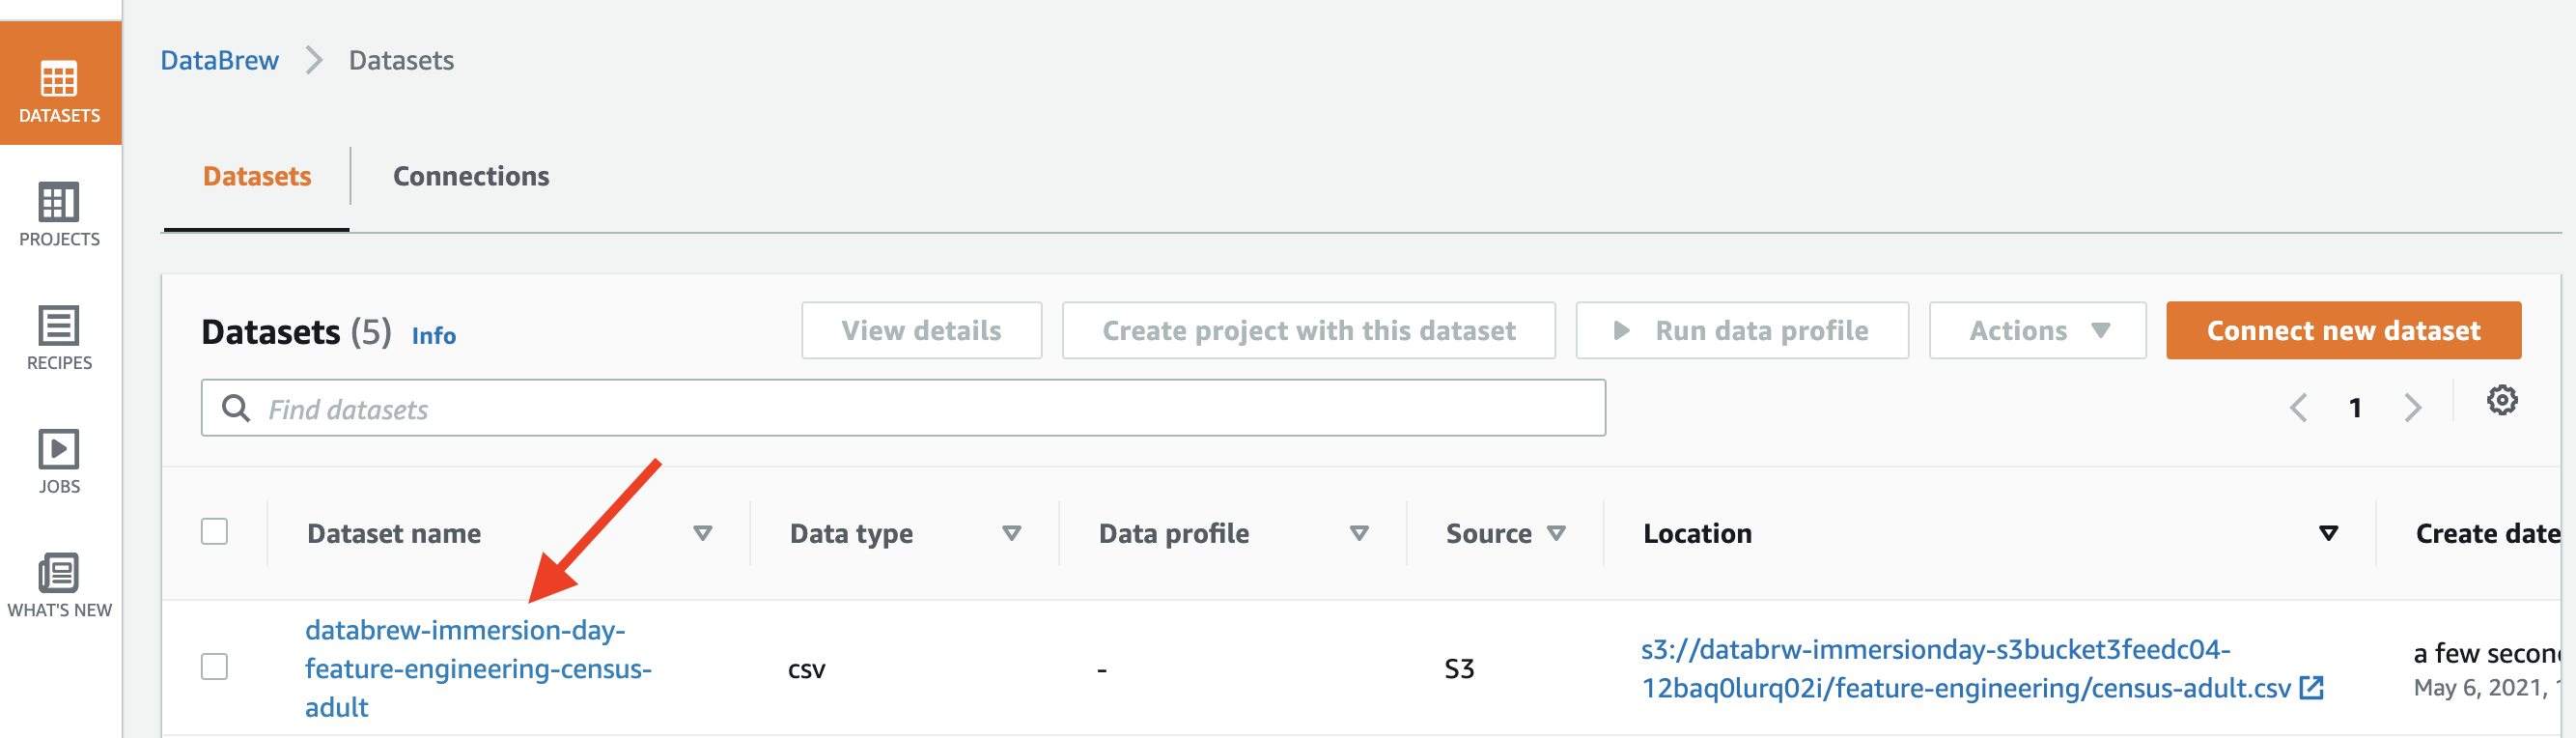 DATASETS
PROJECTS
RECIPES
JOBS
WHAT'S NEW
DataBrew
Datasets
Datasets
Connections
Datasets (5) Info
View details
Create project with this dataset
Run data profile
Actions
Connect new dataset
Find datasets
1
Dataset name
Data type
Data profile
Source
Location
Create date
databrew-immersion-day-
feature-engineering-census-
adult
csv
-
S3
s3://databrw-immersionday-s3bucket3feedc04-
12baq0lurq02i/feature-engineering/census-adult.csv
a few
May 6, 2021,